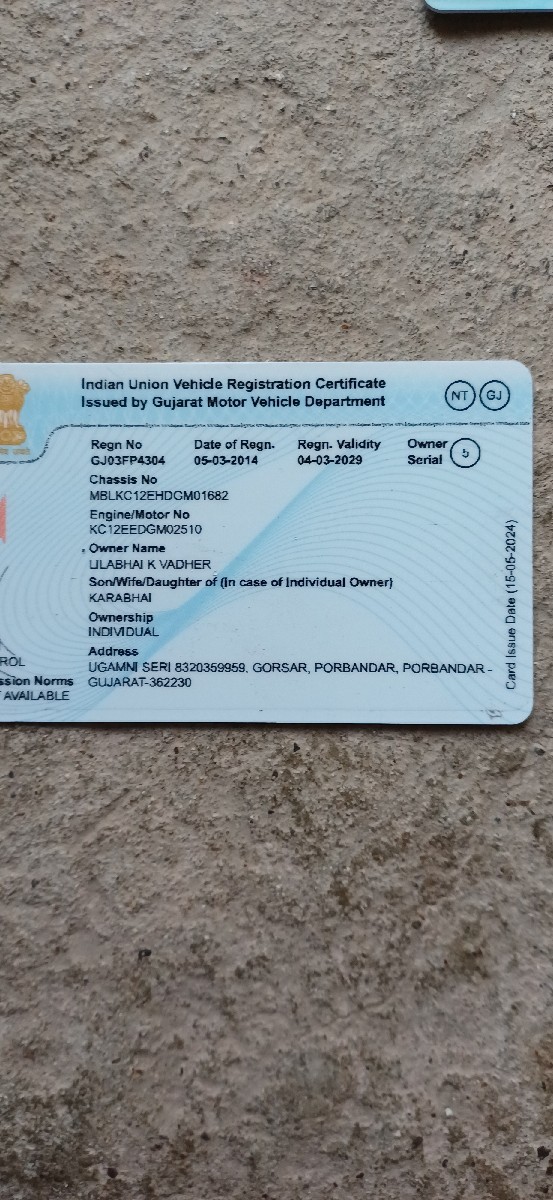 Indian Union Vehicle Registration Certificate
Issued by Gujarat Motor Vehicle Department
NT GJ
Regn No Date of Regn. Regn. Validity Owner
GJ03FP4304 05-03-2014 04-03-2029 Serial 5
Chassis No
MBLKC12EHDGM01682
Engine/Motor No
KC12EEDGM02510
Owner Name
LILABHAI K VADHER
Son/Wife/Daughter of (In case of Individual Owner)
KARABHAI
Ownership
INDIVIDUAL
Address
UGAMNI SERI 8320359959, GORSAR, PORBANDAR, PORBANDAR -
GUJARAT-362230
ROL
ssion Norms
AVAILABLE
Card Issue Date (15-05-2024)